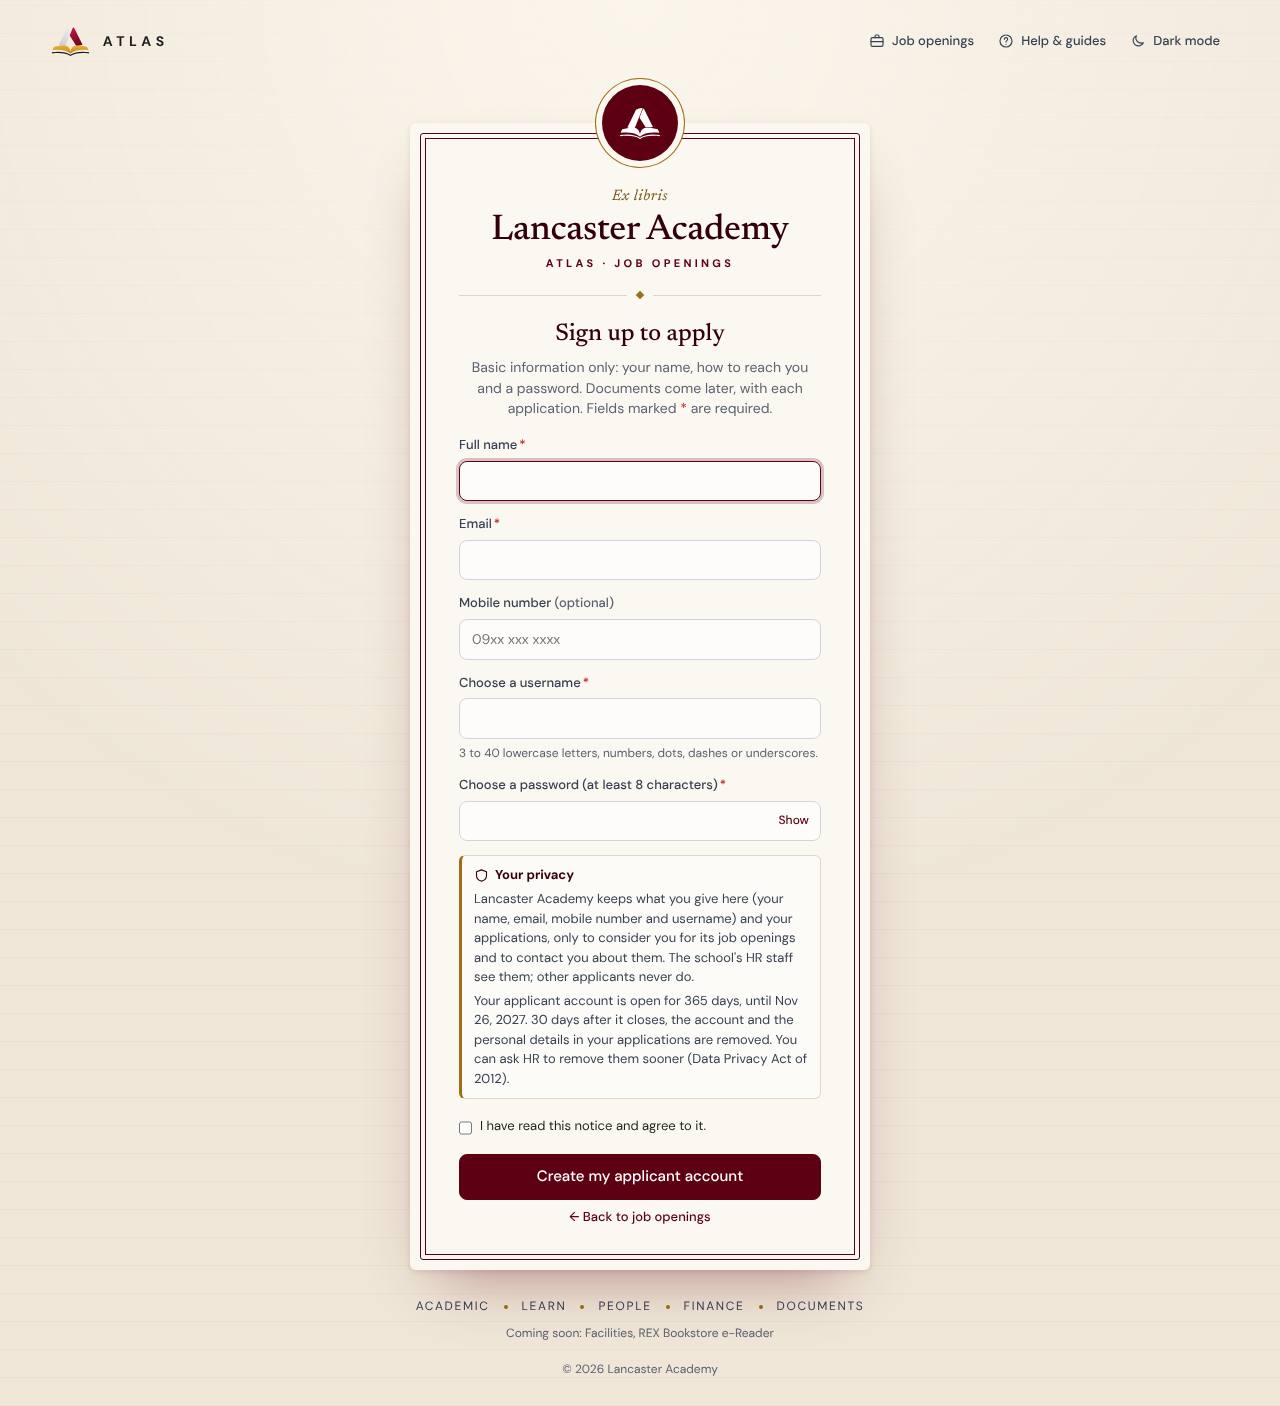 ATLAS
Job openings
Help & guides
Dark mode
Ex libris
Lancaster Academy
ATLAS · JOB OPENINGS
Sign up to apply
Basic information only: your name, how to reach you
and a password. Documents come later, with each
application. Fields marked * are required.
Full name *
Email *
Mobile number (optional)
09xx xxx xxxx
Choose a username *
3 to 40 lowercase letters, numbers, dots, dashes or underscores.
Choose a password (at least 8 characters) *
Show
Your privacy
Lancaster Academy keeps what you give here (your
name, email, mobile number and username) and your
applications, only to consider you for its job openings
and to contact you about them. The school's HR staff
see them; other applicants never do.
Your applicant account is open for 365 days, until Nov
26, 2027. 30 days after it closes, the account and the
personal details in your applications are removed. You
can ask HR to remove them sooner (Data Privacy Act of
2012).
I have read this notice and agree to it.
Create my applicant account
← Back to job openings
ACADEMIC • LEARN • PEOPLE • FINANCE • DOCUMENTS
Coming soon: Facilities, REX Bookstore e-Reader
© 2026 Lancaster Academy